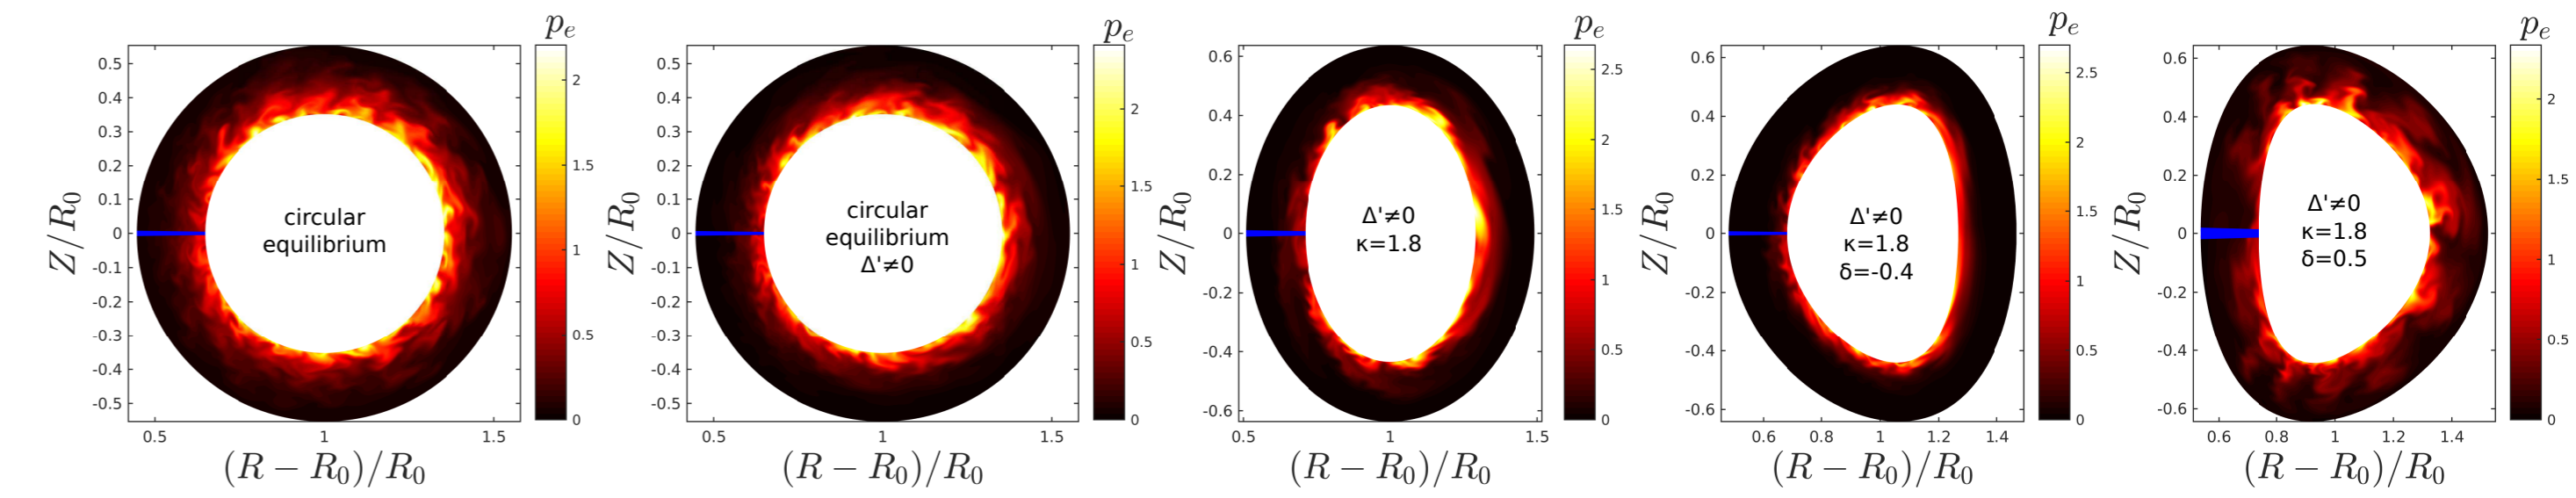 p_e
0.5
0.4
0.3
0.2
0.1
0
-0.1
-0.2
-0.3
-0.4
-0.5
Z/R_0
circular
equilibrium
0.5 1 1.5
(R − R_0)/R_0
2
1.5
1
0.5
0
p_e
0.5
0.4
0.3
0.2
0.1
0
-0.1
-0.2
-0.3
-0.4
-0.5
Z/R_0
circular
equilibrium
Δ'≠0
0.5 1 1.5
(R − R_0)/R_0
2
1.5
1
0.5
0
p_e
0.6
0.4
0.2
0
-0.2
-0.4
-0.6
Z/R_0
Δ'≠0
κ=1.8
0.5 1 1.5
(R − R_0)/R_0
2.5
2
1.5
1
0.5
0
p_e
0.6
0.4
0.2
0
-0.2
-0.4
-0.6
Z/R_0
Δ'≠0
κ=1.8
δ=-0.4
0.6 0.8 1 1.2 1.4
(R − R_0)/R_0
2.5
2
1.5
1
0.5
0
p_e
0.6
0.4
0.2
0
-0.2
-0.4
-0.6
Z/R_0
Δ'≠0
κ=1.8
δ=0.5
0.6 0.8 1 1.2 1.4
(R − R_0)/R_0
2
1.5
1
0.5
0